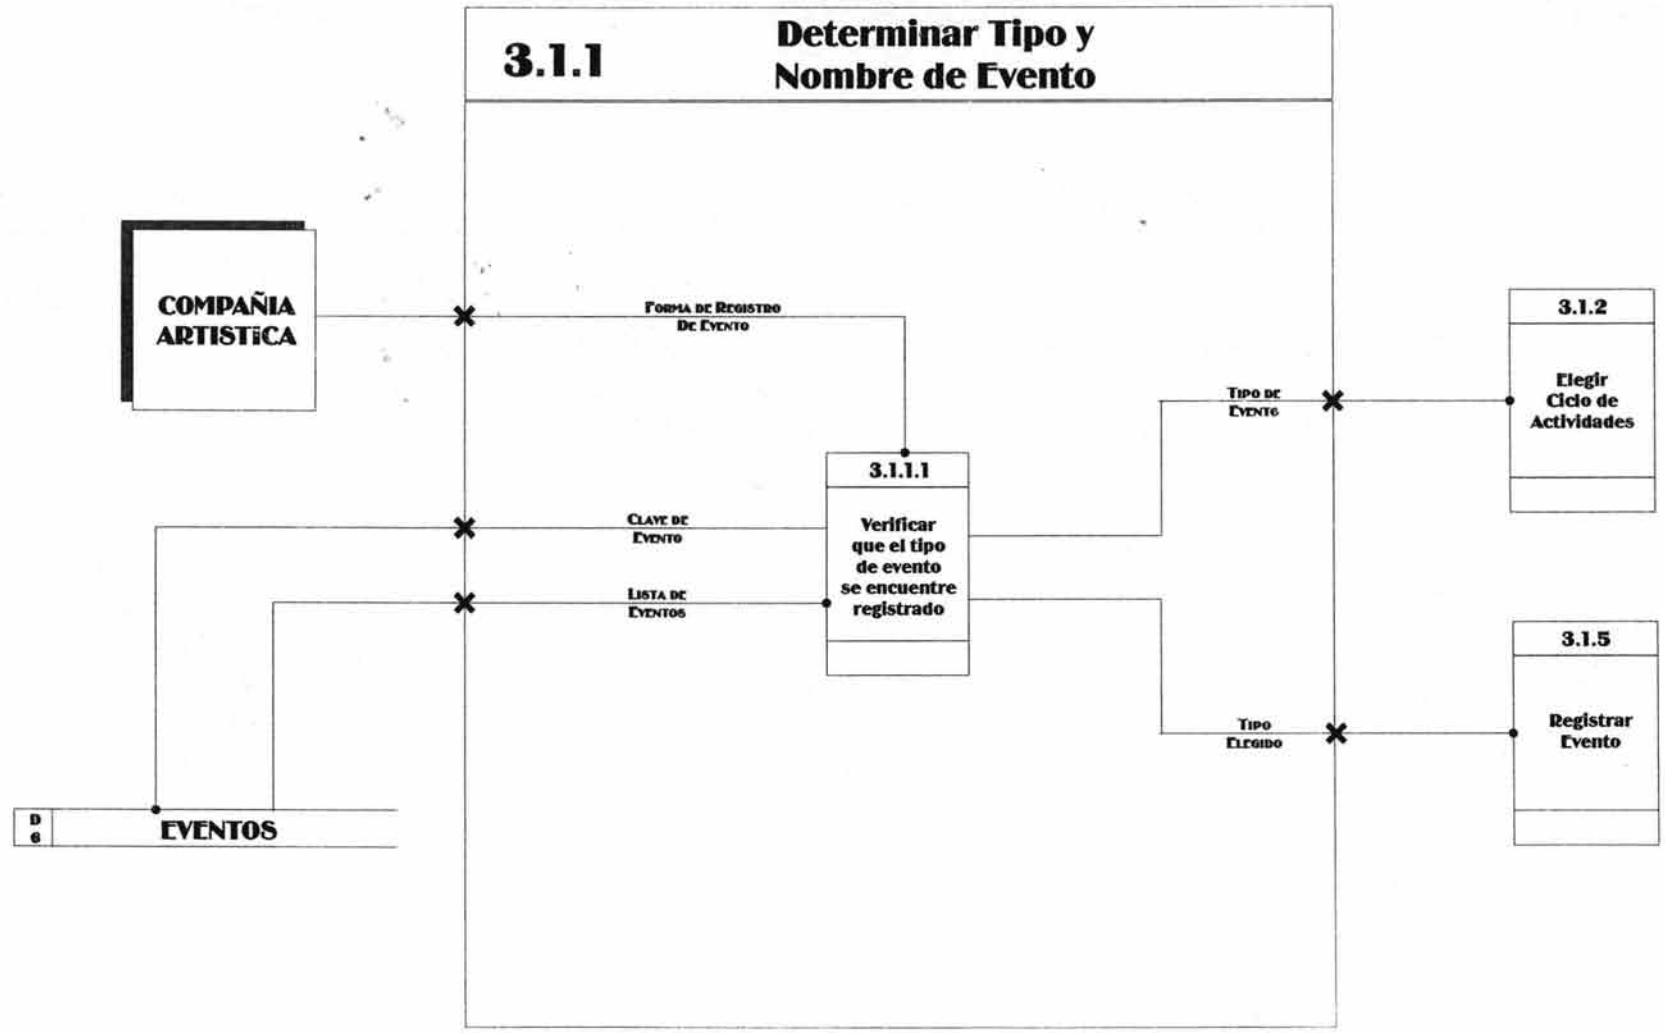 3.1.1
Determinar Tipo y
Nombre de Evento
COMPAÑIA
ARTISTiCA
FORMA DE REGISTRO
DE EVENTO
3.1.2
Elegir
Ciclo de
Actividades
TIPO DE
EVENTO
3.1.1.1
Verificar
que el tipo
de evento
se encuentre
registrado
CLAVE DE
EVENTO
LISTA DE
EVENTOS
3.1.5
Registrar
Evento
TIPO
ELEGIDO
D
6
EVENTOS